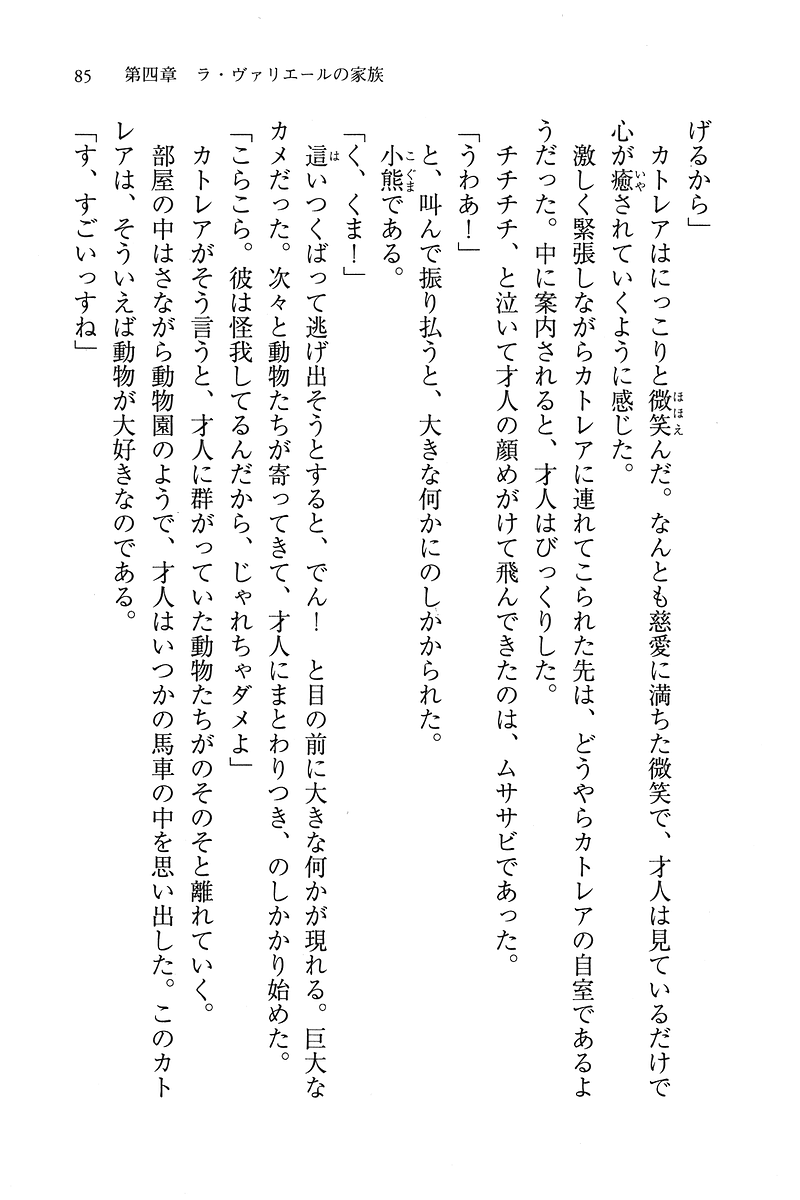 85　第四章　ラ・ヴァリエールの家族
げるから」
　カトレアはにっこりと微笑んだ。なんとも慈愛に満ちた微笑で、才人は見ているだけで
心が癒されていくように感じた。
　激しく緊張しながらカトレアに連れてこられた先は、どうやらカトレアの自室であるよ
うだった。中に案内されると、才人はびっくりした。
　チチチチ、と泣いて才人の顔めがけて飛んできたのは、ムササビであった。
「うわあ！」
　と、叫んで振り払うと、大きな何かにのしかかられた。
　小熊である。
「く、くま！」
　這いつくばって逃げ出そうとすると、でん！　と目の前に大きな何かが現れる。巨大な
カメだった。次々と動物たちが寄ってきて、才人にまとわりつき、のしかかり始めた。
「こらこら。彼は怪我してるんだから、じゃれちゃダメよ」
　カトレアがそう言うと、才人に群がっていた動物たちがのそのそと離れていく。
　部屋の中はさながら動物園のようで、才人はいつかの馬車の中を思い出した。このカト
レアは、そういえば動物が大好きなのである。
「す、すごいっすね」